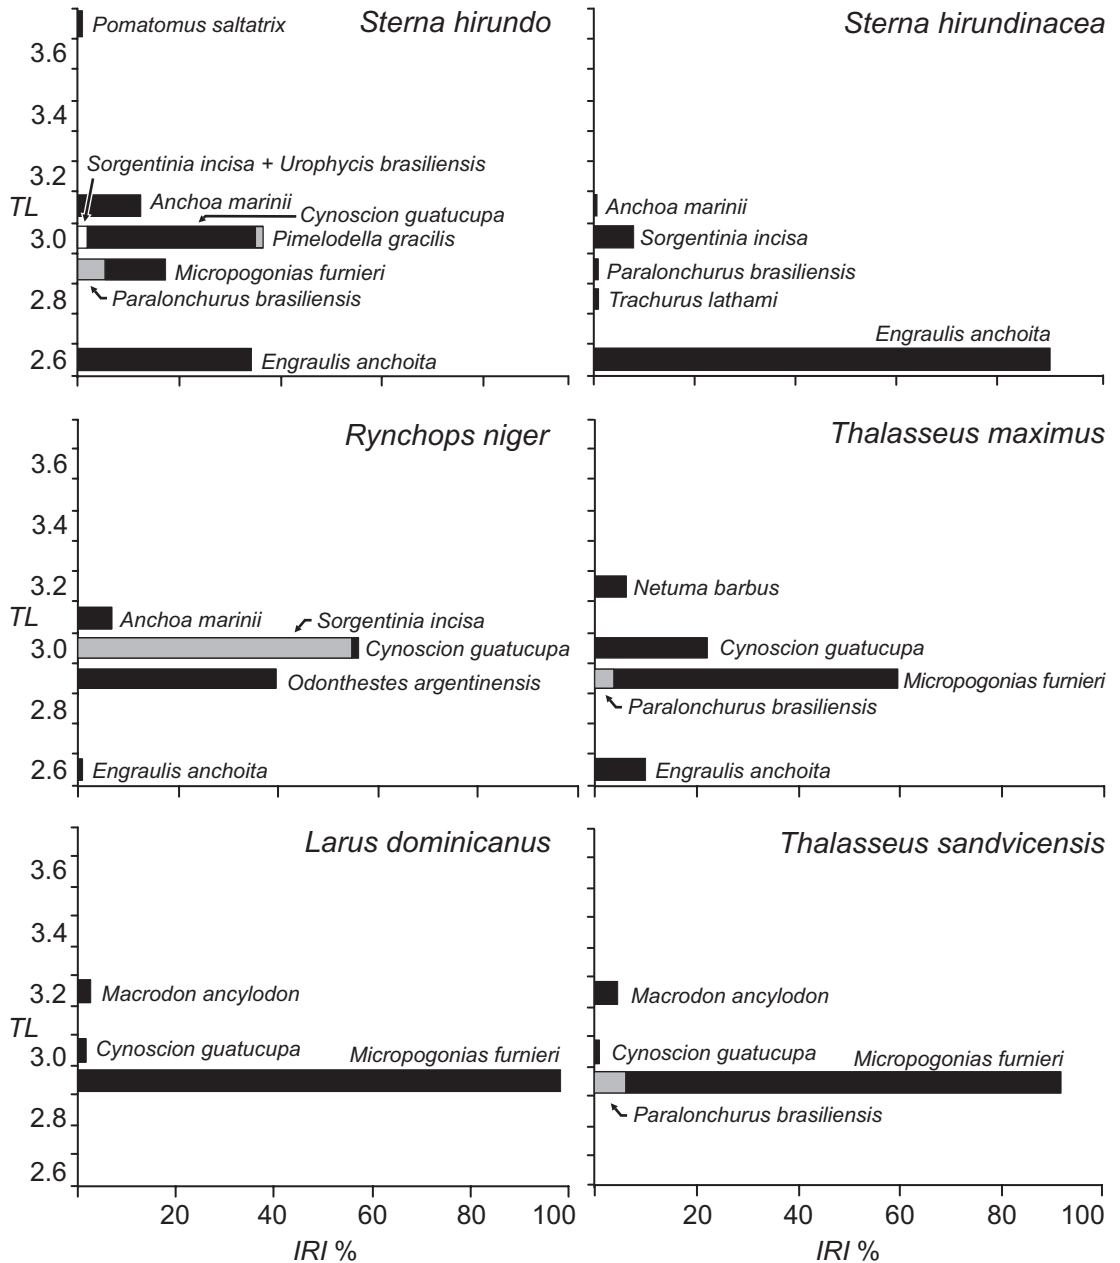 Sterna hirundo
Pomatomus saltatrix
3.6
3.4
Sorgentinia incisa + Urophycis brasiliensis
3.2
TL
Anchoa marinii
Cynoscion guatucupa
3.0
Pimelodella gracilis
Micropogonias furnieri
2.8
Paralonchurus brasiliensis
2.6
Engraulis anchoita
Sterna hirundinacea
Anchoa marinii
Sorgentinia incisa
Paralonchurus brasiliensis
Trachurus lathami
Engraulis anchoita
Rynchops niger
3.6
3.4
3.2
TL
Anchoa marinii
Sorgentinia incisa
3.0
Cynoscion guatucupa
Odonthestes argentinensis
2.8
2.6
Engraulis anchoita
Thalasseus maximus
Netuma barbus
Cynoscion guatucupa
Micropogonias furnieri
Paralonchurus brasiliensis
Engraulis anchoita
Larus dominicanus
3.6
3.4
3.2
Macrodon ancylodon
TL
3.0
Cynoscion guatucupa
Micropogonias furnieri
2.8
2.6
20 40 60 80 100
IRI %
Thalasseus sandvicensis
Macrodon ancylodon
Cynoscion guatucupa
Micropogonias furnieri
Paralonchurus brasiliensis
20 40 60 80 100
IRI %